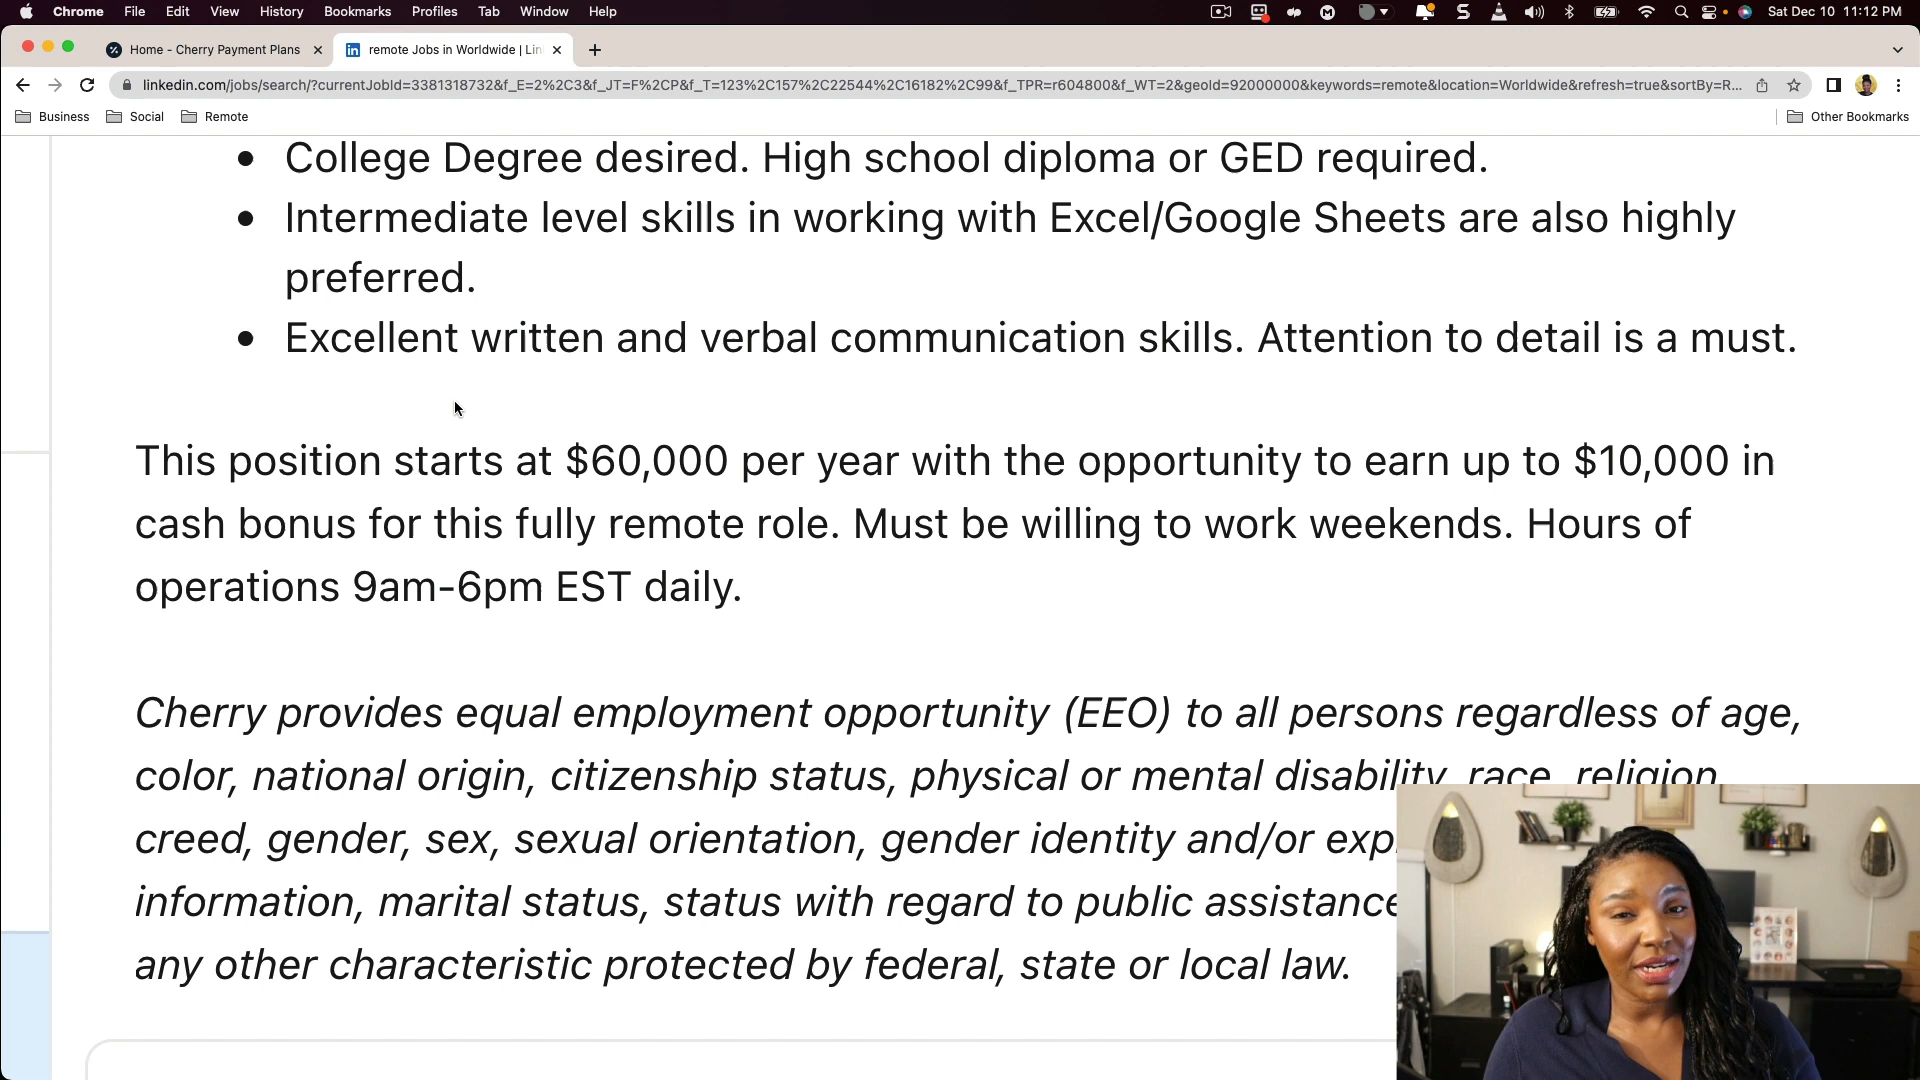 Chrome File Edit View History Bookmarks Profiles Tab Window Help Sat Dec 10 11:12 PM
Home - Cherry Payment Plans remote Jobs in Worldwide | Lin
linkedin.com/jobs/search/?currentJobId=3381318732&f_E=2%2C3&f_JT=F%2CP&f_T=123%2C157%2C22544%2C16182%2C99&f_TPR=r604800&f_WT=2&geoId=92000000&keywords=remote&location=Worldwide&refresh=true&sortBy=R...
Business Social Remote Other Bookmarks
• College Degree desired. High school diploma or GED required.
• Intermediate level skills in working with Excel/Google Sheets are also highly
preferred.
• Excellent written and verbal communication skills. Attention to detail is a must.
This position starts at $60,000 per year with the opportunity to earn up to $10,000 in
cash bonus for this fully remote role. Must be willing to work weekends. Hours of
operations 9am-6pm EST daily.
Cherry provides equal employment opportunity (EEO) to all persons regardless of age,
color, national origin, citizenship status, physical or mental disability, race, religion,
creed, gender, sex, sexual orientation, gender identity and/or exp
information, marital status, status with regard to public assistance
any other characteristic protected by federal, state or local law.